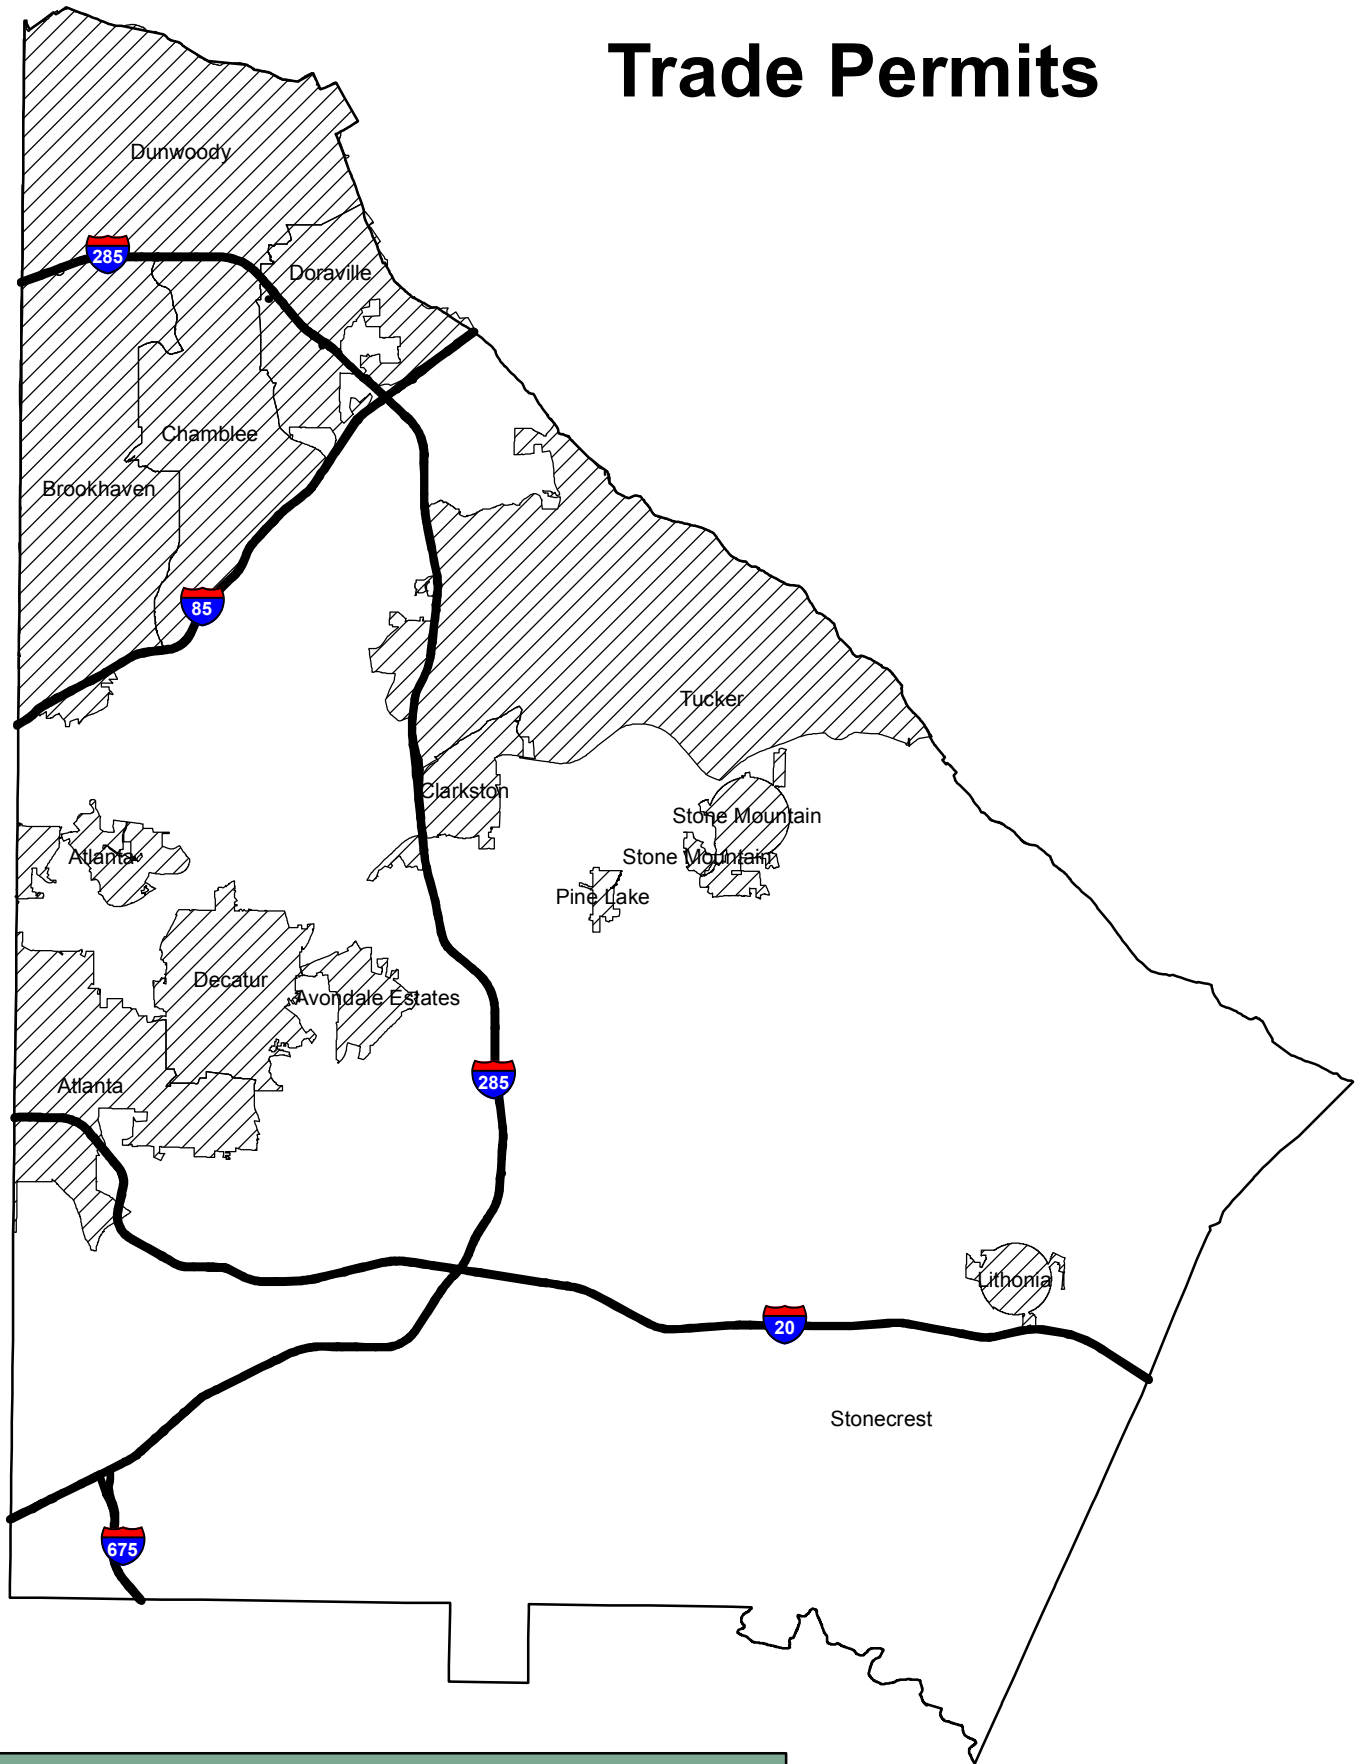 Trade Permits
Dunwoody
285
Doraville
Chamblee
Brookhaven
85
Tucker
Clarkston
Stone Mountain
Atlanta
Stone Mountain
Pine Lake
Decatur
Avondale Estates
285
Atlanta
Lithonia
20
Stonecrest
675